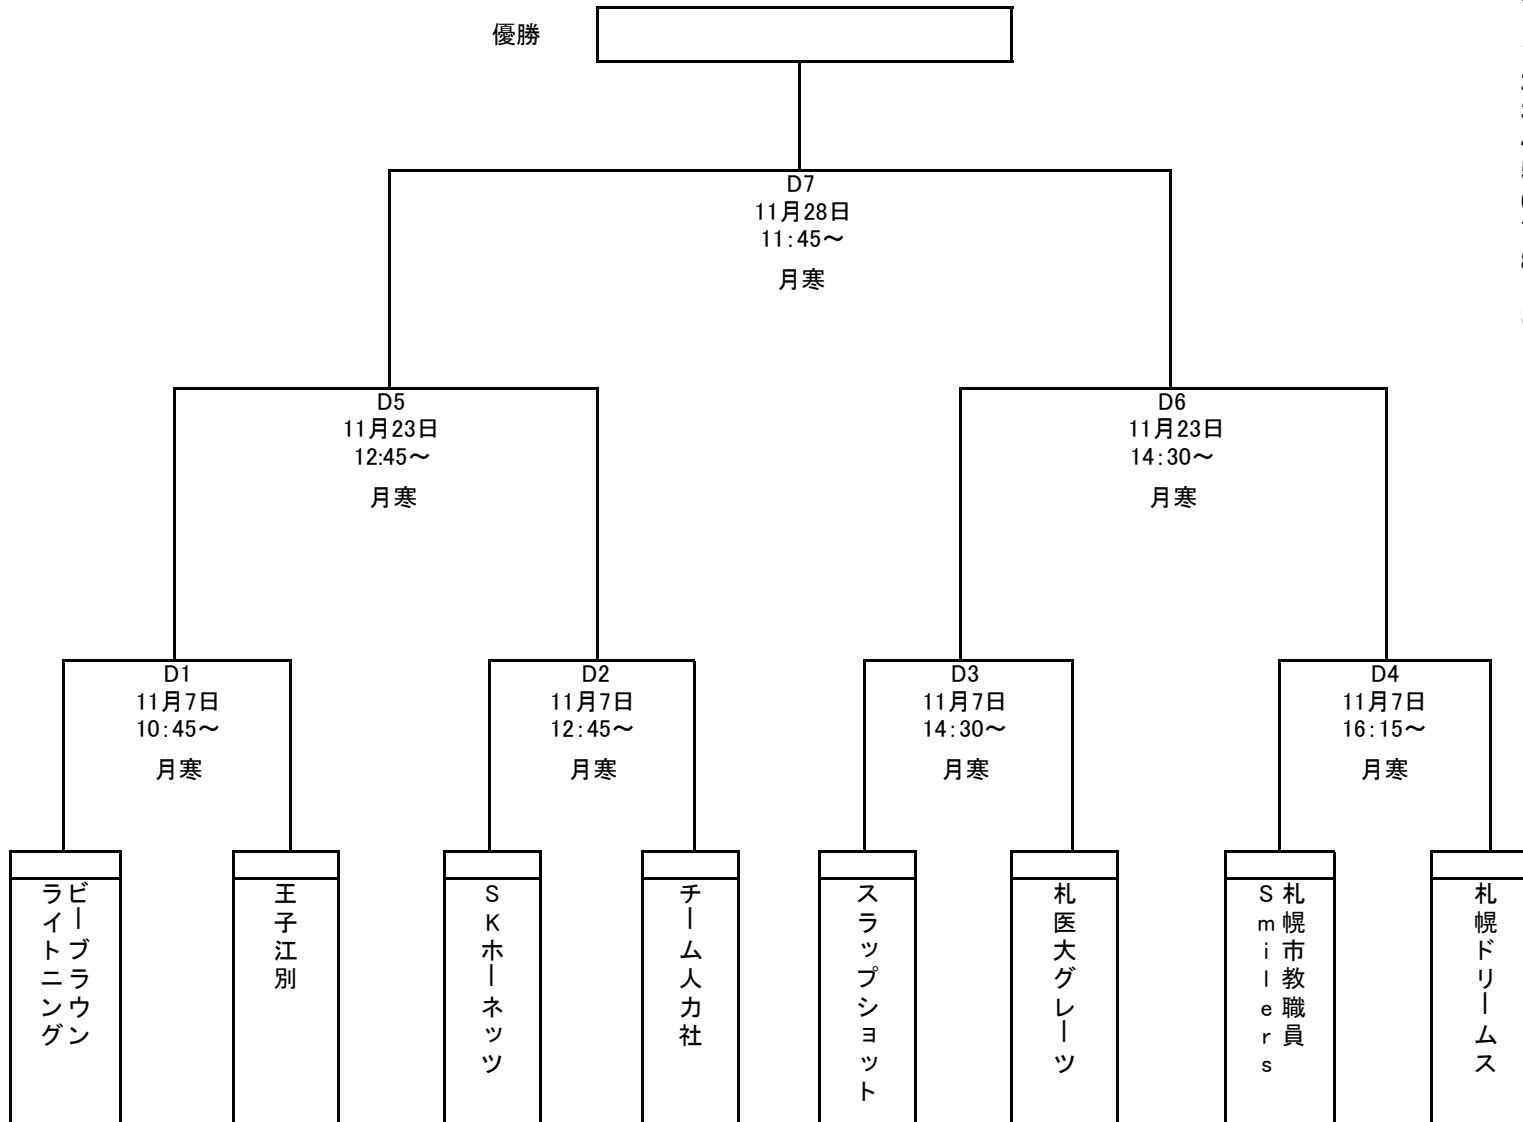 優勝
D7
11月28日
11:45～
月寒
D5
11月23日
12:45～
月寒
D6
11月23日
14:30～
月寒
D1
11月7日
10:45～
月寒
D2
11月7日
12:45～
月寒
D3
11月7日
14:30～
月寒
D4
11月7日
16:15～
月寒
ビーブラウン
ライトニング
王子江別
SKホーネッツ
チーム人力社
スラップショット
札医大グレーツ
札幌市教職員
Smilers
札幌ドリームス